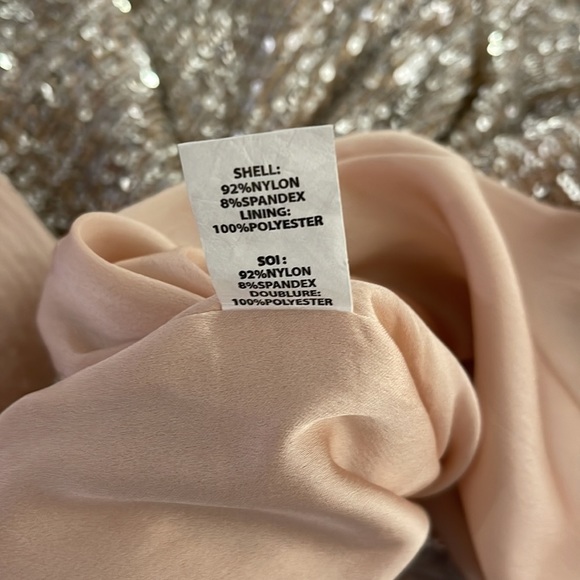 SHELL:
92%NYLON
8%SPANDEX
LINING:
100%POLYESTER
SOI:
92%NYLON
8%SPANDEX
DOUBLURE:
100%POLYESTER